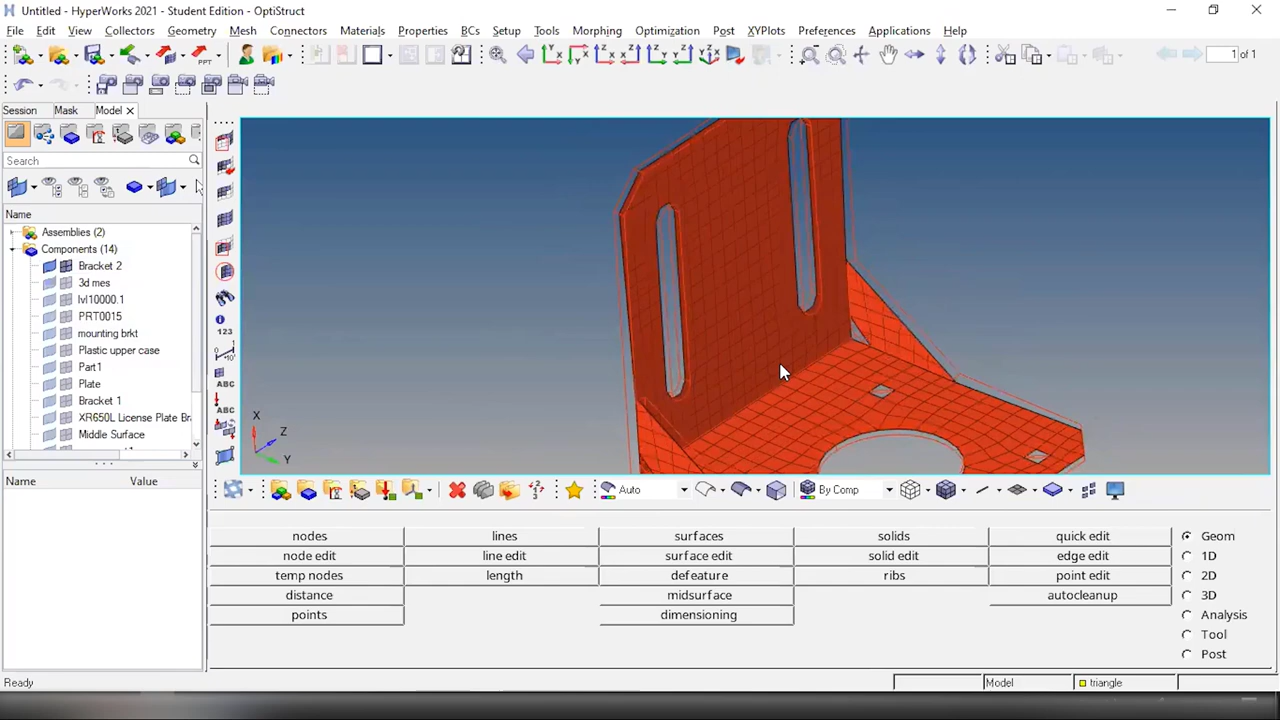 Untitled - HyperWorks 2021 - Student Edition - OptiStruct
File Edit View Collectors Geometry Mesh Connectors Materials Properties BCs Setup Tools Morphing Optimization Post XYPlots Preferences Applications Help
PPT
1 of 1
Session Mask Model
Search
Name
Assemblies (2)
Components (14)
Bracket 2
3d mes
lvl10000.1
PRT0015
mounting brkt
Plastic upper case
Part1
Plate
Bracket 1
XR650L License Plate Br
Middle Surface
123
ABC
ABC
X
Z
Y
Name Value
Auto By Comp
nodes lines surfaces solids quick edit Geom
node edit line edit surface edit solid edit edge edit 1D
temp nodes length defeature ribs point edit 2D
distance midsurface autocleanup 3D
points dimensioning Analysis
Tool
Post
Ready Model triangle